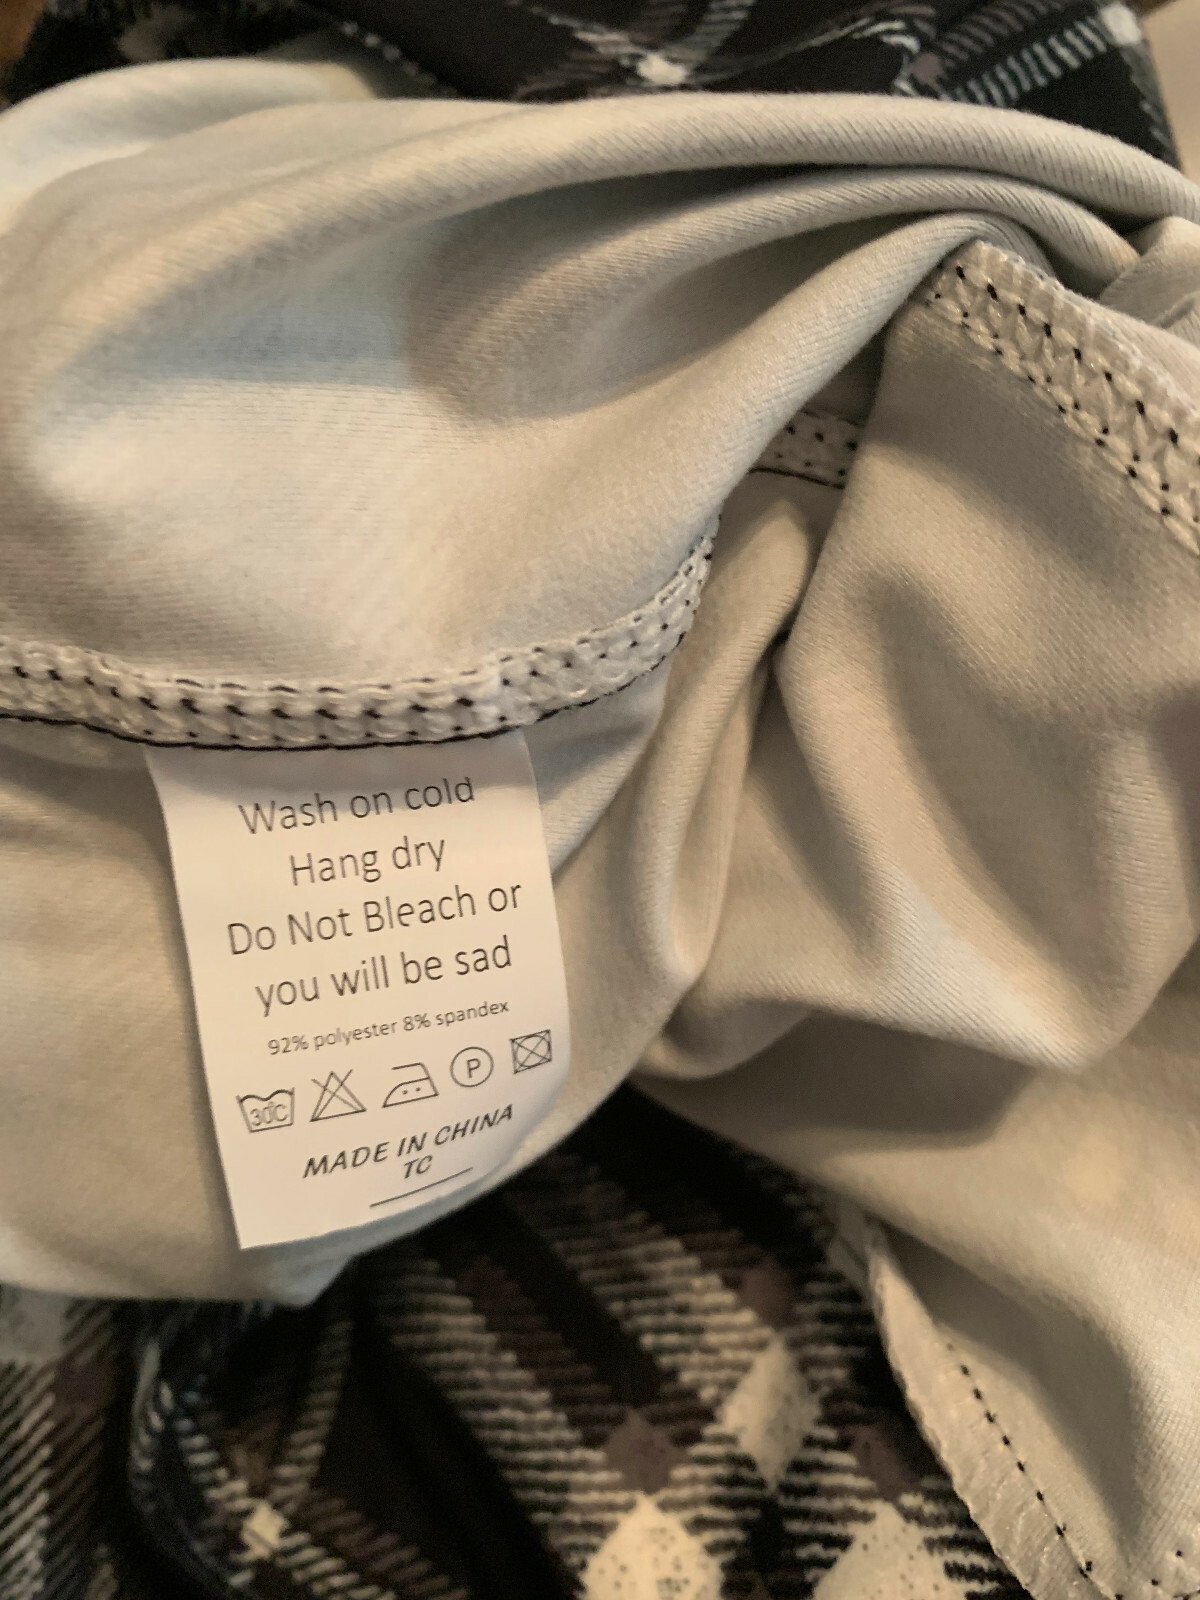 Wash on cold
Hang dry
Do Not Bleach or
you will be sad
92% polyester 8% spandex
30C P
MADE IN CHINA
TC